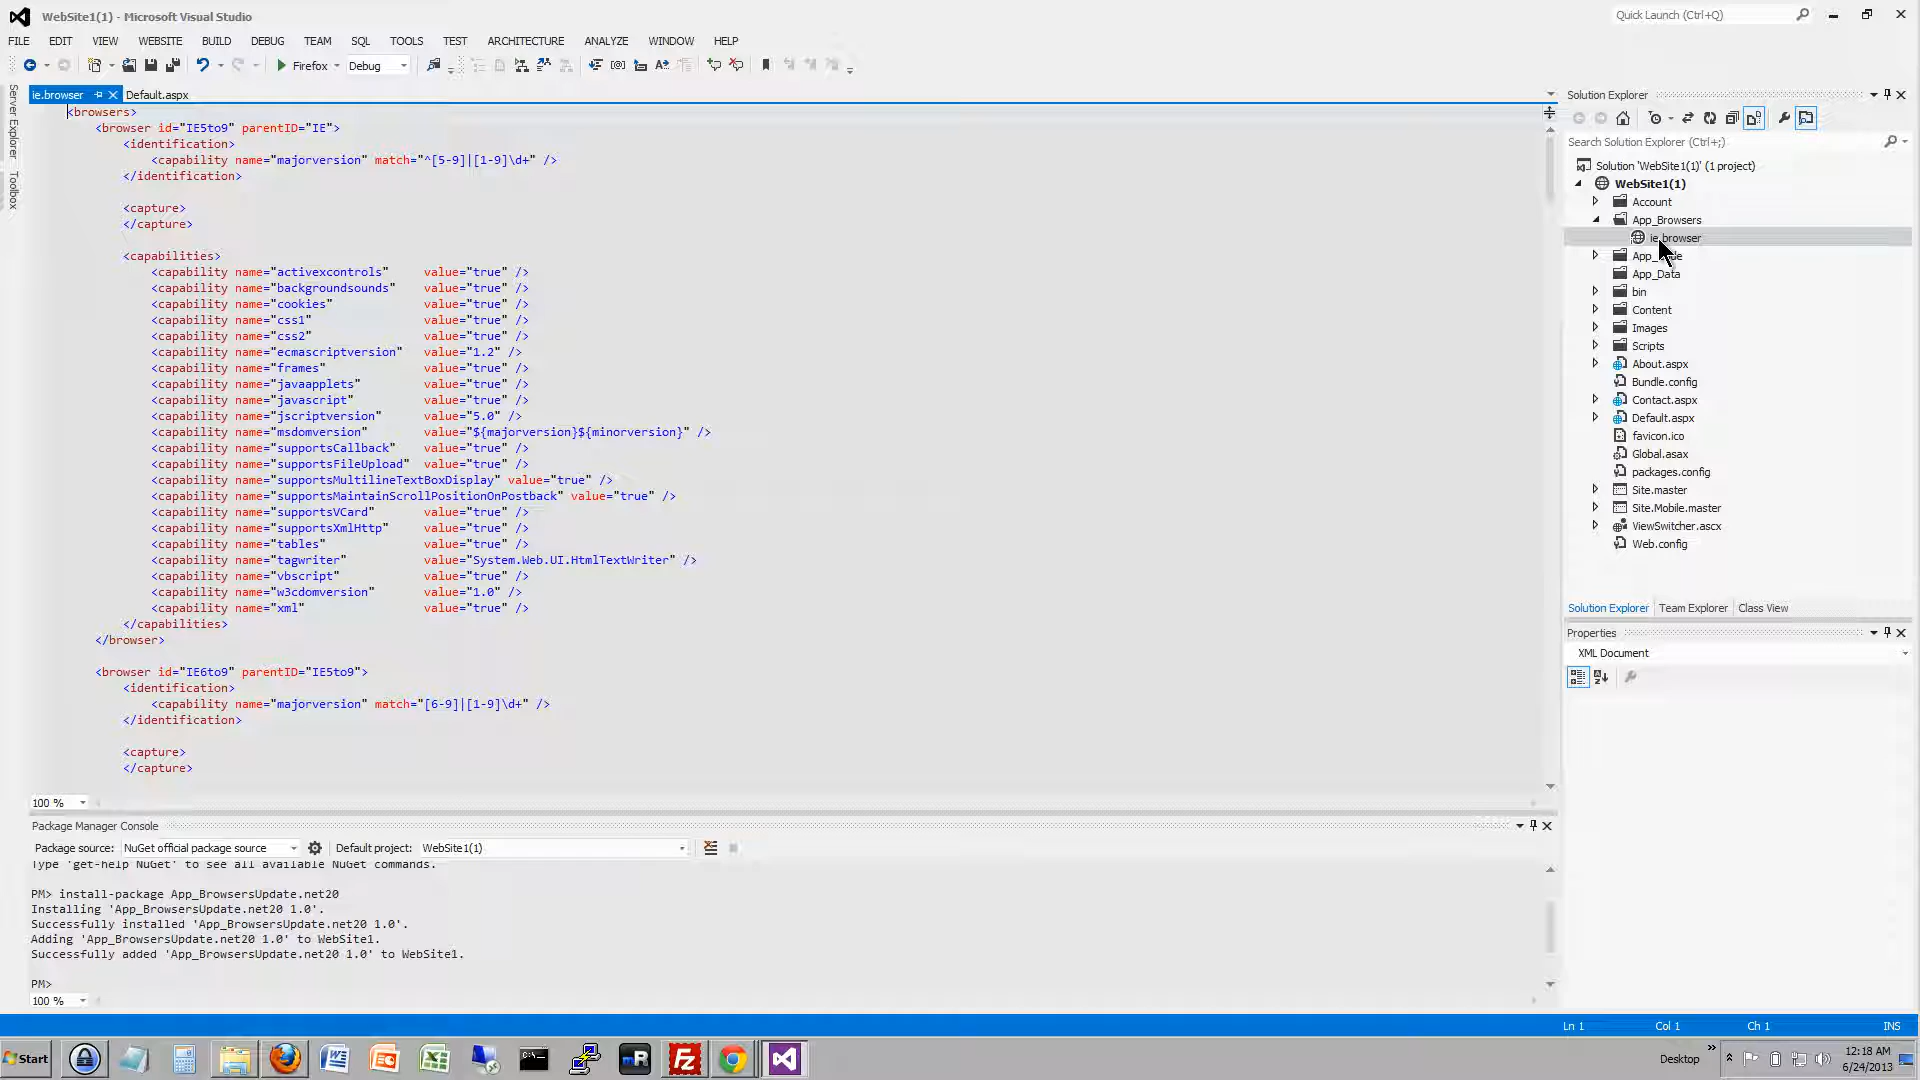 WebSite1(1) - Microsoft Visual Studio
Quick Launch (Ctrl+Q)
FILE EDIT VIEW WEBSITE BUILD DEBUG TEAM SQL TOOLS TEST ARCHITECTURE ANALYZE WINDOW HELP
Firefox Debug
Server Explorer
Toolbox
ie.browser Default.aspx
<browsers>
<browser id="IE5to9" parentID="IE">
<identification>
<capability name="majorversion" match="^[5-9]|[1-9]\d+" />
</identification>
<capture>
</capture>
<capabilities>
<capability name="activexcontrols" value="true" />
<capability name="backgroundsounds" value="true" />
<capability name="cookies" value="true" />
<capability name="css1" value="true" />
<capability name="css2" value="true" />
<capability name="ecmascriptversion" value="1.2" />
<capability name="frames" value="true" />
<capability name="javaapplets" value="true" />
<capability name="javascript" value="true" />
<capability name="jscriptversion" value="5.0" />
<capability name="msdomversion" value="${majorversion}${minorversion}" />
<capability name="supportsCallback" value="true" />
<capability name="supportsFileUpload" value="true" />
<capability name="supportsMultilineTextBoxDisplay" value="true" />
<capability name="supportsMaintainScrollPositionOnPostback" value="true" />
<capability name="supportsVCard" value="true" />
<capability name="supportsXmlHttp" value="true" />
<capability name="tables" value="true" />
<capability name="tagwriter" value="System.Web.UI.HtmlTextWriter" />
<capability name="vbscript" value="true" />
<capability name="w3cdomversion" value="1.0" />
<capability name="xml" value="true" />
</capabilities>
</browser>
<browser id="IE6to9" parentID="IE5to9">
<identification>
<capability name="majorversion" match="[6-9]|[1-9]\d+" />
</identification>
<capture>
</capture>
100 %
Package Manager Console
Package source: NuGet official package source Default project: WebSite1(1)
Type 'get-help NuGet' to see all available NuGet commands.
PM> install-package App_BrowsersUpdate.net20
Installing 'App_BrowsersUpdate.net20 1.0'.
Successfully installed 'App_BrowsersUpdate.net20 1.0'.
Adding 'App_BrowsersUpdate.net20 1.0' to WebSite1.
Successfully added 'App_BrowsersUpdate.net20 1.0' to WebSite1.
PM>
100 %
Solution Explorer
Search Solution Explorer (Ctrl+;)
Solution 'WebSite1(1)' (1 project)
WebSite1(1)
Account
App_Browsers
ie.browser
App_Data
bin
Content
Images
Scripts
About.aspx
Bundle.config
Contact.aspx
Default.aspx
favicon.ico
Global.asax
packages.config
Site.master
Site.Mobile.master
ViewSwitcher.ascx
Web.config
Solution Explorer Team Explorer Class View
Properties
XML Document
Ln 1 Col 1 Ch 1 INS
Start
Desktop
12:18 AM
6/24/2013